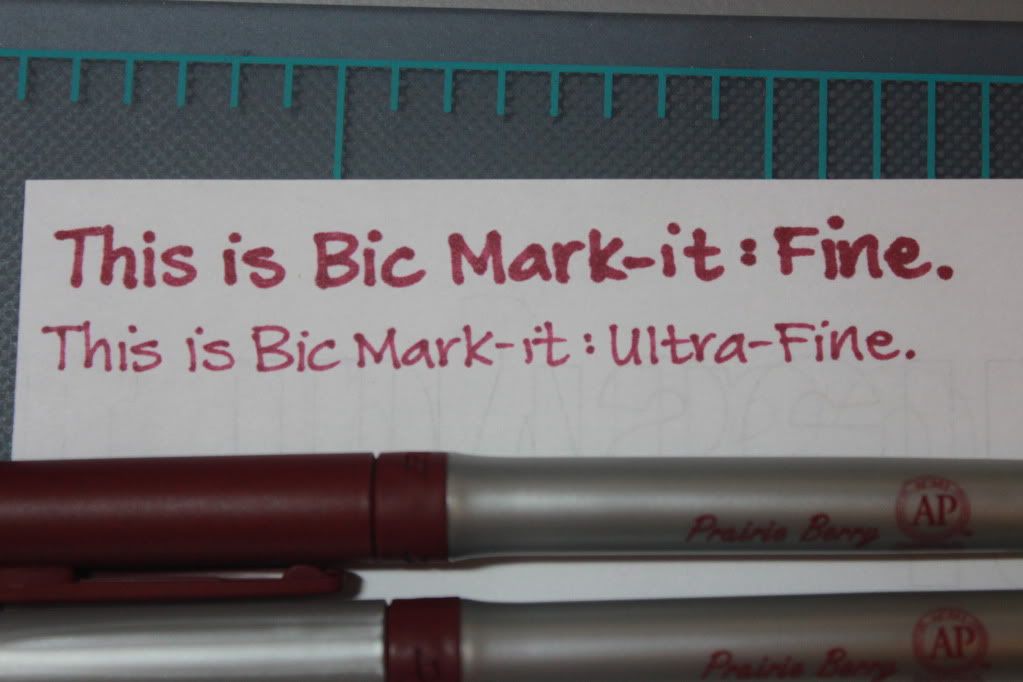 This is Bic Mark-it : Fine.
This is Bic Mark-it : Ultra-Fine.
Prairie Berry AP
Prairie Berry AP